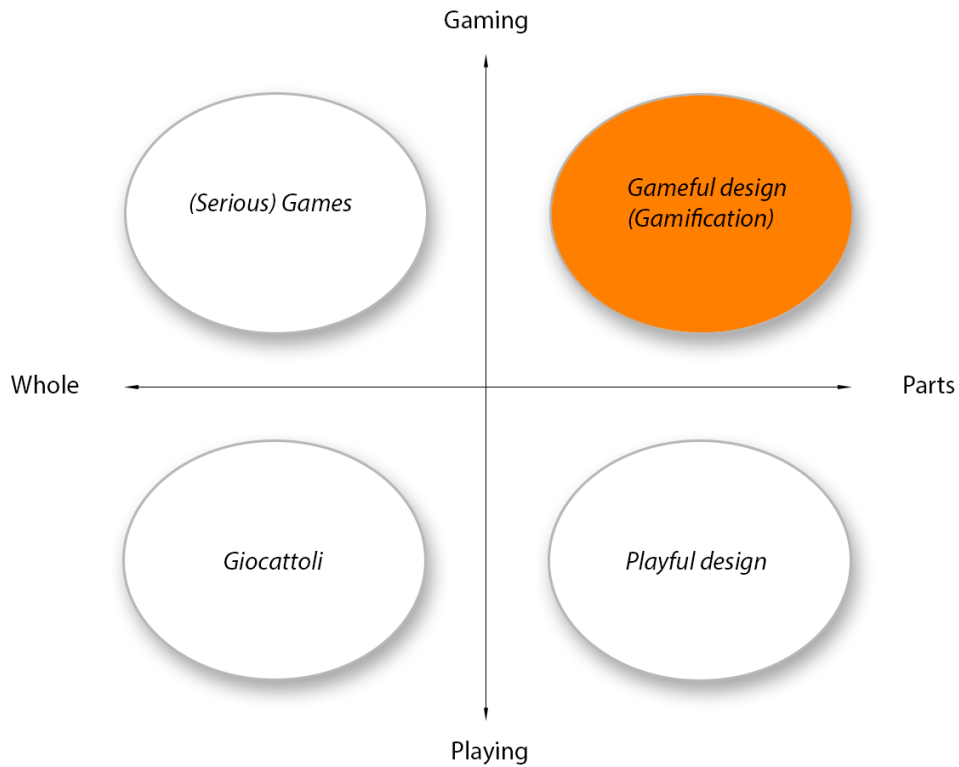 Gaming
(Serious) Games
Gameful design
(Gamification)
Whole
Parts
Giocattoli
Playful design
Playing